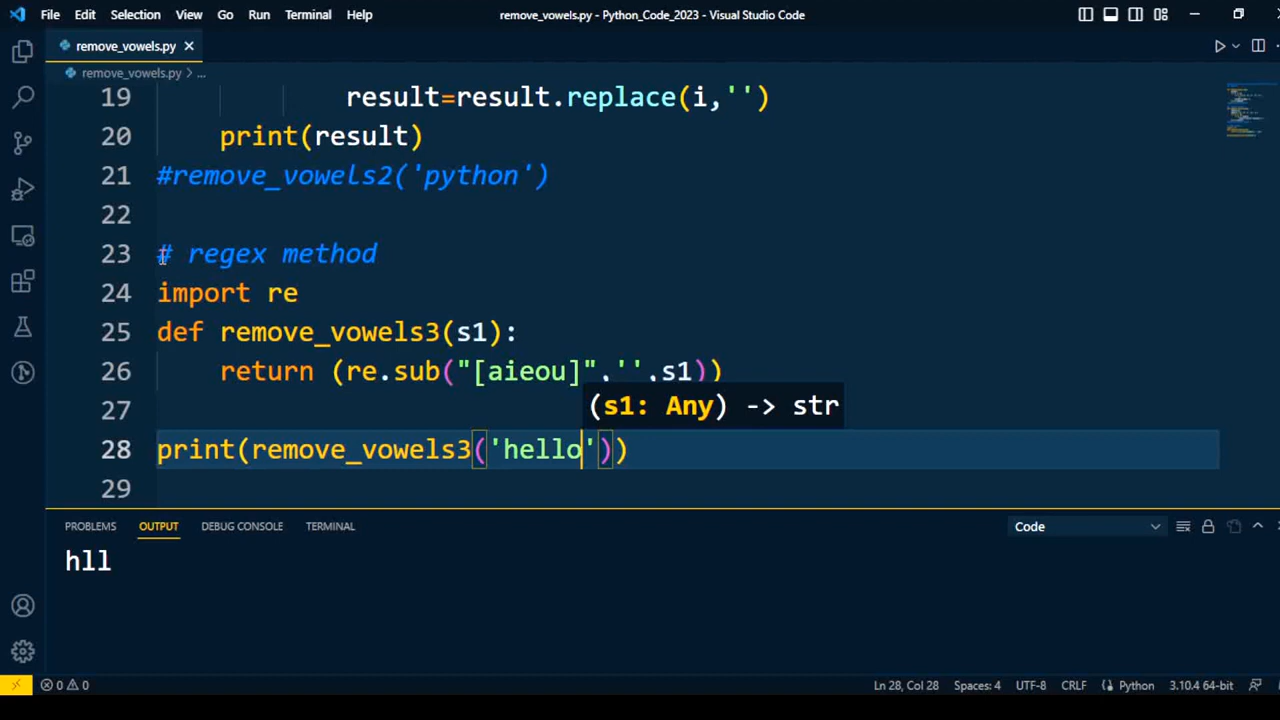 File Edit Selection View Go Run Terminal Help remove_vowels.py - Python_Code_2023 - Visual Studio Code
remove_vowels.py ×
remove_vowels.py > ...
19 result=result.replace(i,'')
20 print(result)
21 #remove_vowels2('python')
22
23 # regex method
24 import re
25 def remove_vowels3(s1):
26 return (re.sub("[aieou]",'',s1))
27
(s1: Any) -> str
28 print(remove_vowels3('hello'))
29
PROBLEMS OUTPUT DEBUG CONSOLE TERMINAL Code
hll
0 0 Ln 28, Col 28 Spaces: 4 UTF-8 CRLF Python 3.10.4 64-bit